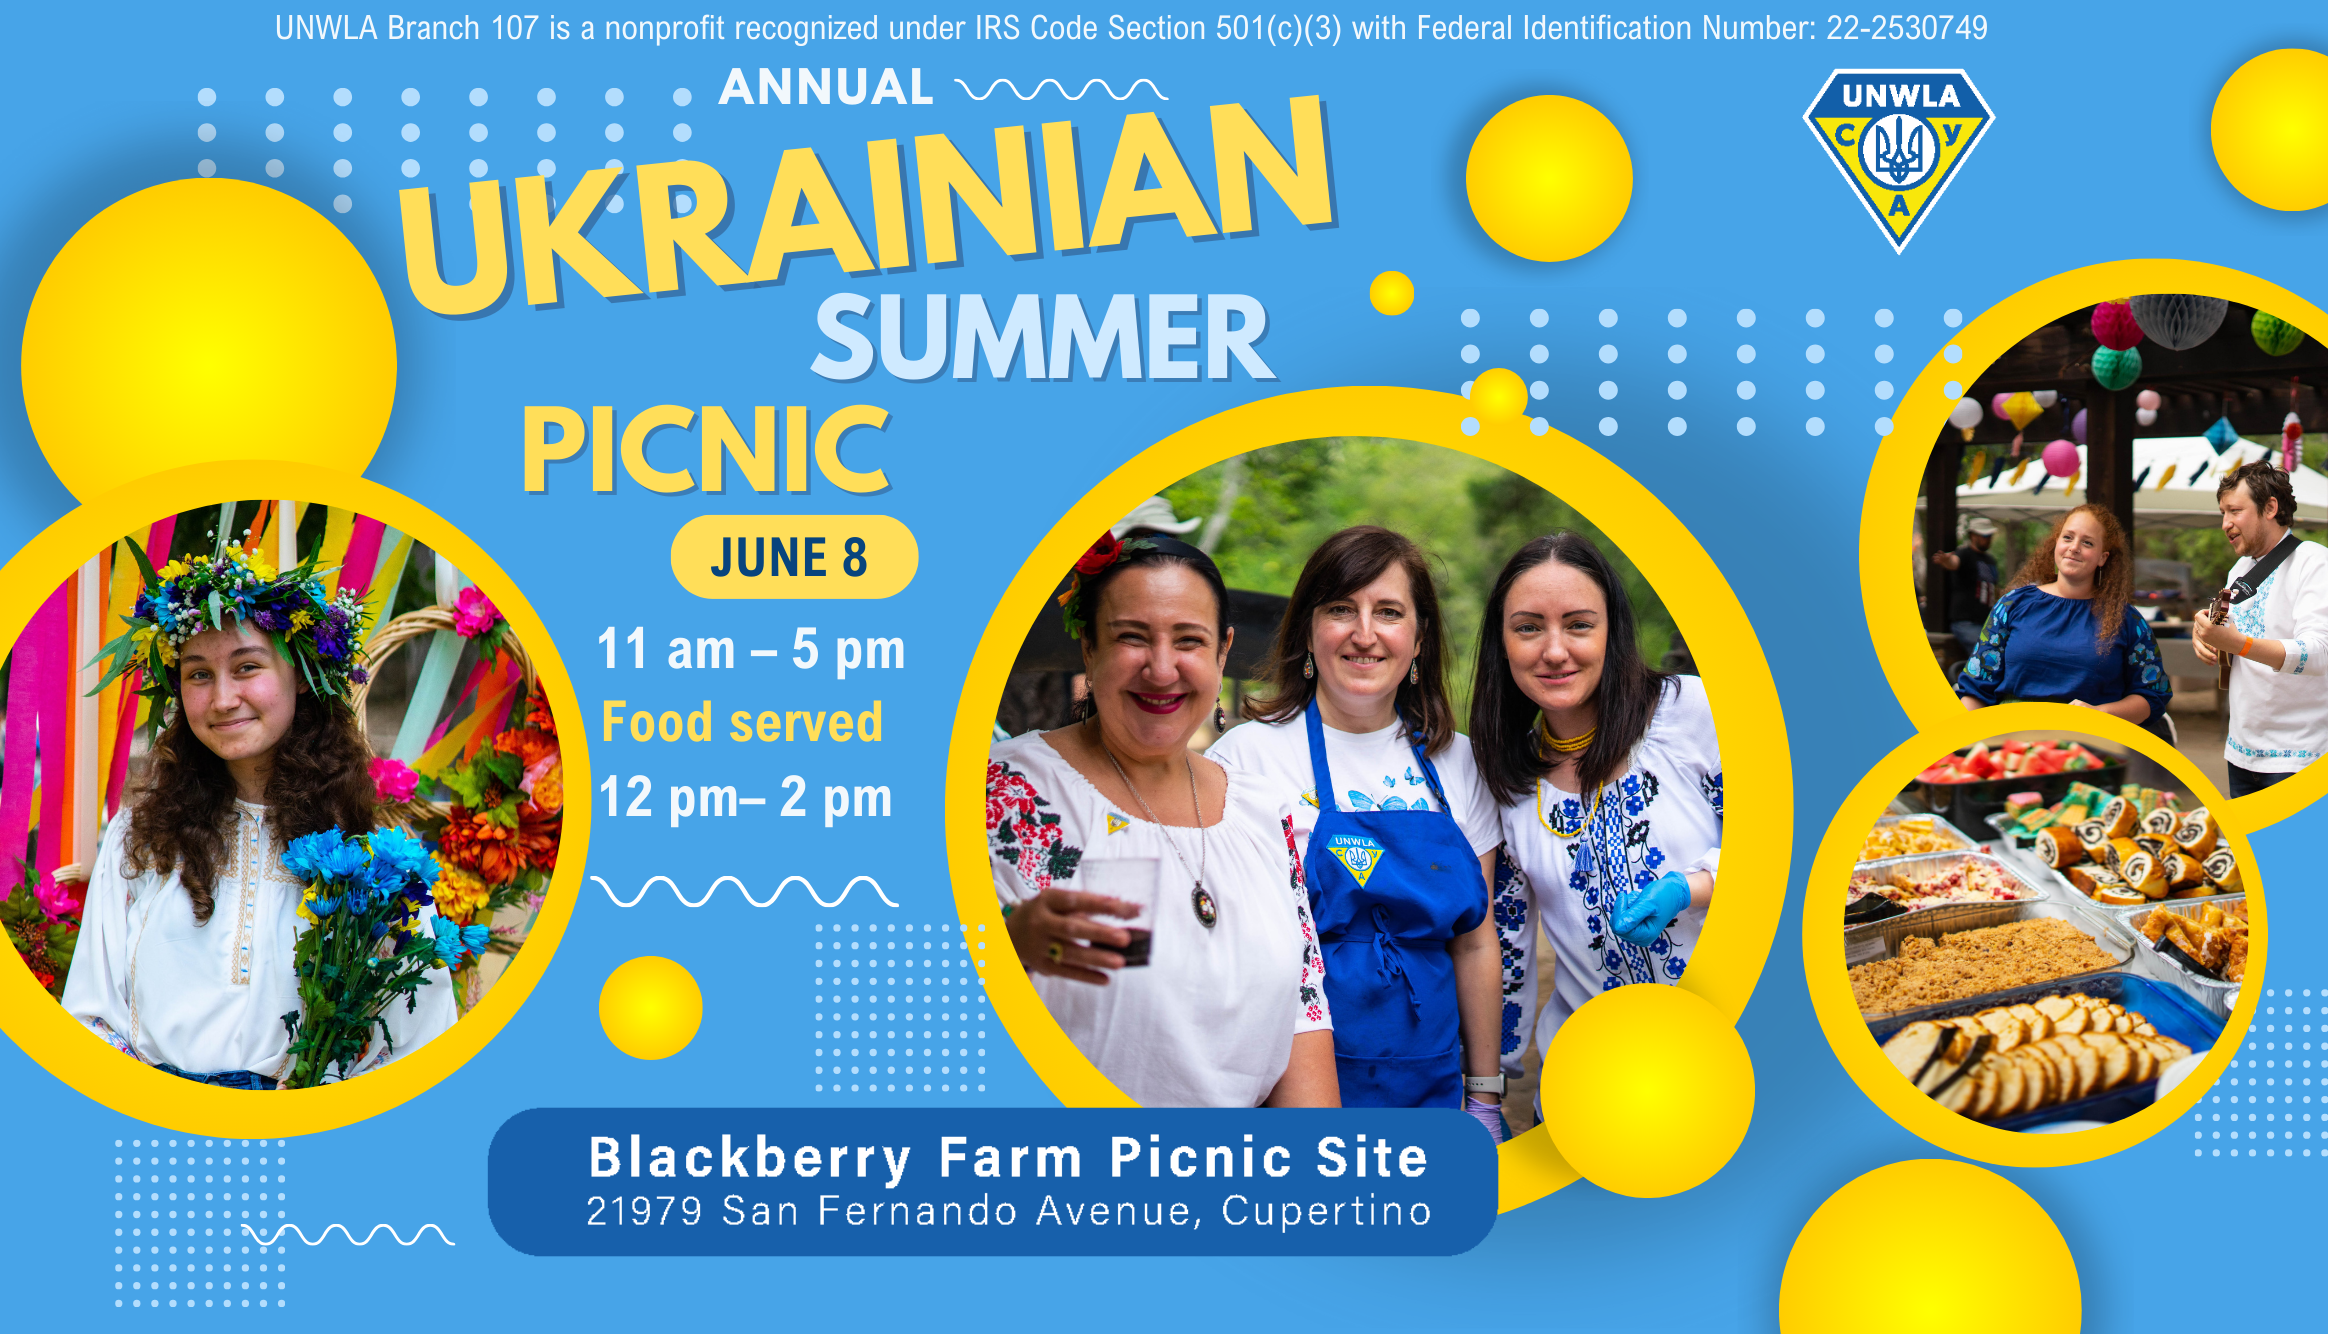 UNWLA Branch 107 is a nonprofit recognized under IRS Code Section 501(c)(3) with Federal Identification Number: 22-2530749
ANNUAL
UKRAINIAN
SUMMER
PICNIC
JUNE 8
11 am – 5 pm
Food served
12 pm– 2 pm
Blackberry Farm Picnic Site
21979 San Fernando Avenue, Cupertino
UNWLA
С У
А
UNWLA
С У
А